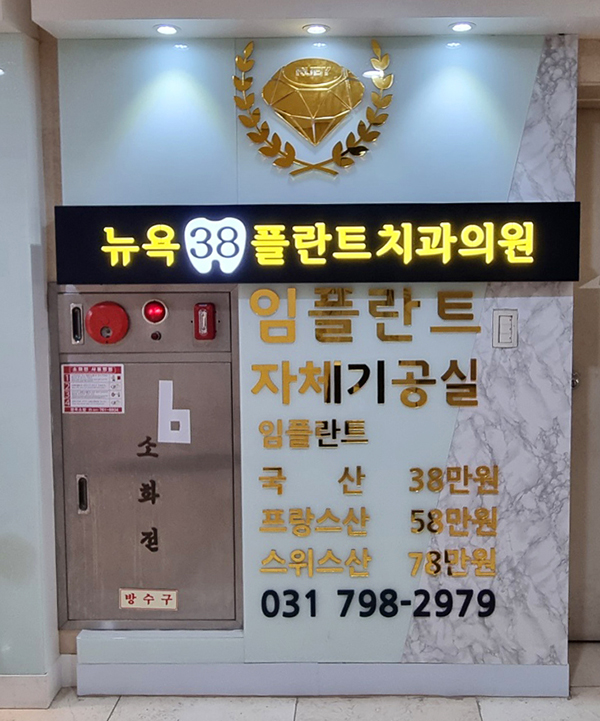 RUBY
뉴욕 38 플란트치과의원
임플란트
자체기공실
임플란트
국 산 38만원
프랑스산 58만원
스위스산 78만원
031 798-2979
6
소화전
방수구